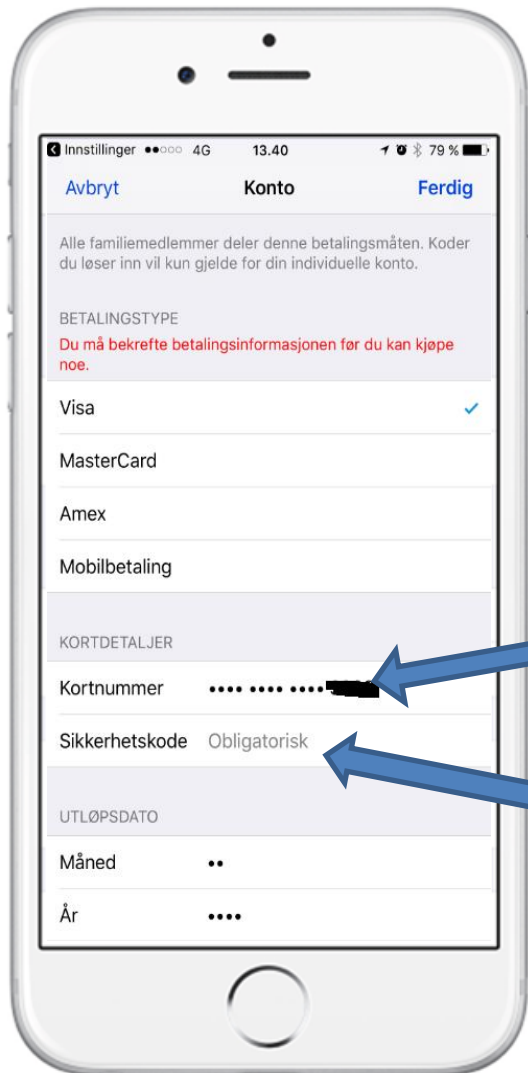 Innstillinger 4G 13.40 79 %
Avbryt Konto Ferdig
Alle familiemedlemmer deler denne betalingsmåten. Koder
du løser inn vil kun gjelde for din individuelle konto.
BETALINGSTYPE
Du må bekrefte betalingsinformasjonen før du kan kjøpe
noe.
Visa
MasterCard
Amex
Mobilbetaling
KORTDETALJER
Kortnummer •••• •••• ••••
Sikkerhetskode Obligatorisk
UTLØPSDATO
Måned ••
År ••••